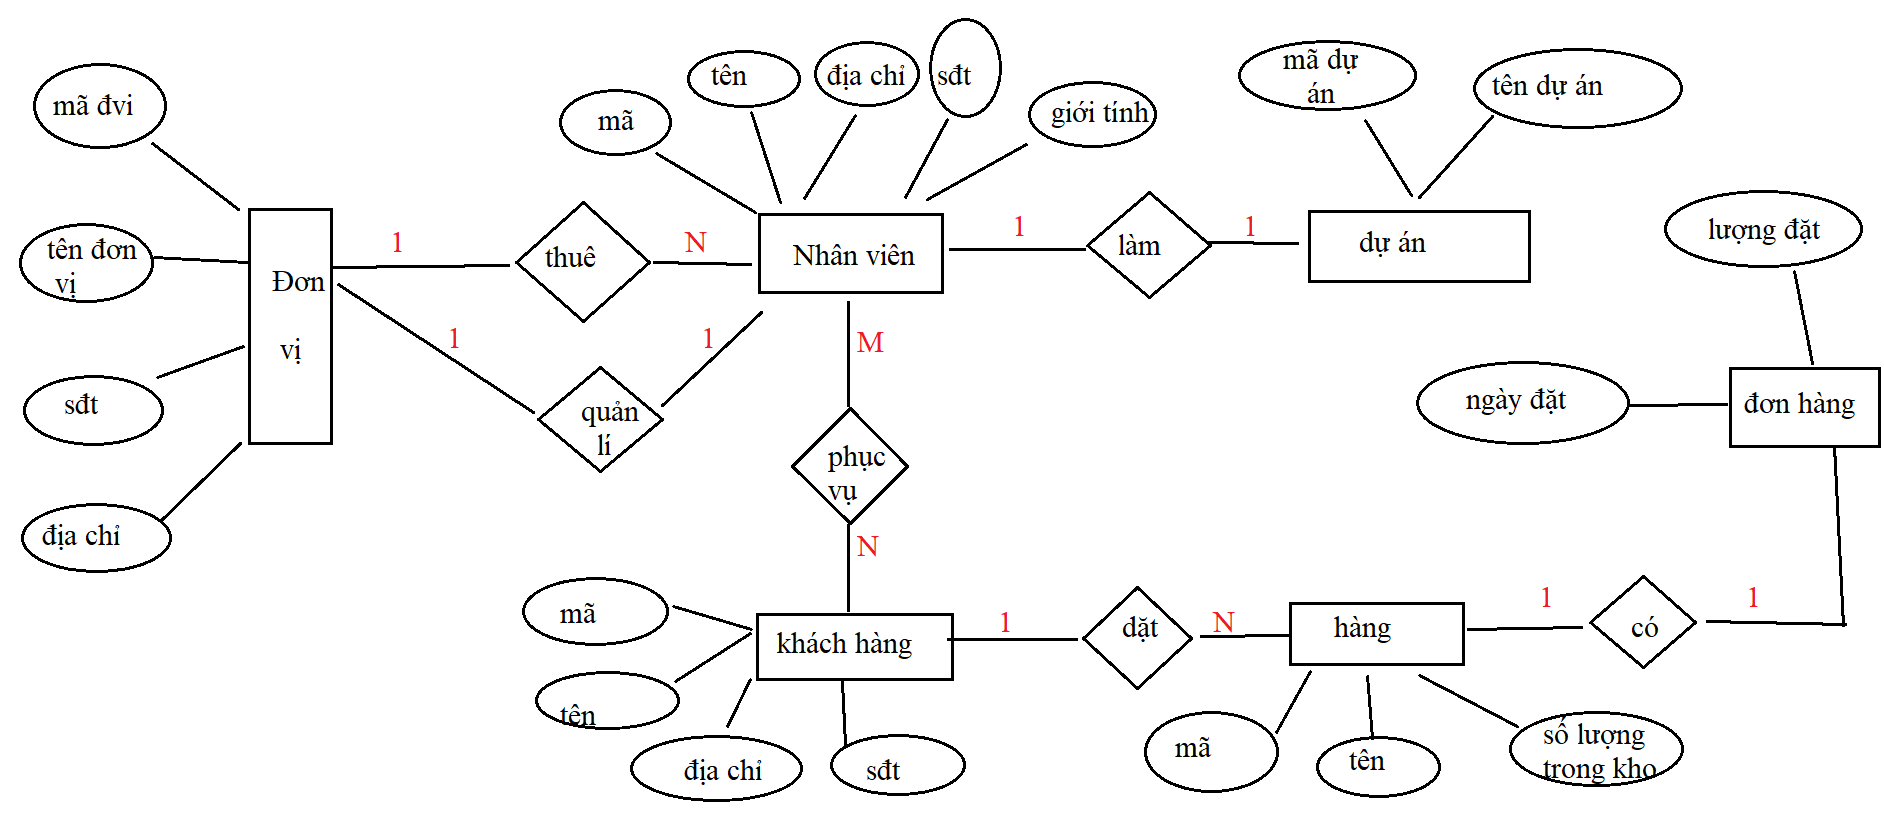 mã đvi
tên đơn
vị
sđt
địa chỉ
Đơn
vị
1
thuê
N
1
quản
lí
1
mã
tên
địa chỉ
sđt
giới tính
Nhân viên
1
làm
1
dự án
mã dự
án
tên dự án
M
phục
vụ
N
mã
tên
địa chỉ
sđt
khách hàng
1
dặt
N
hàng
mã
tên
số lượng
trong kho
1
có
1
đơn hàng
ngày đặt
lượng đặt